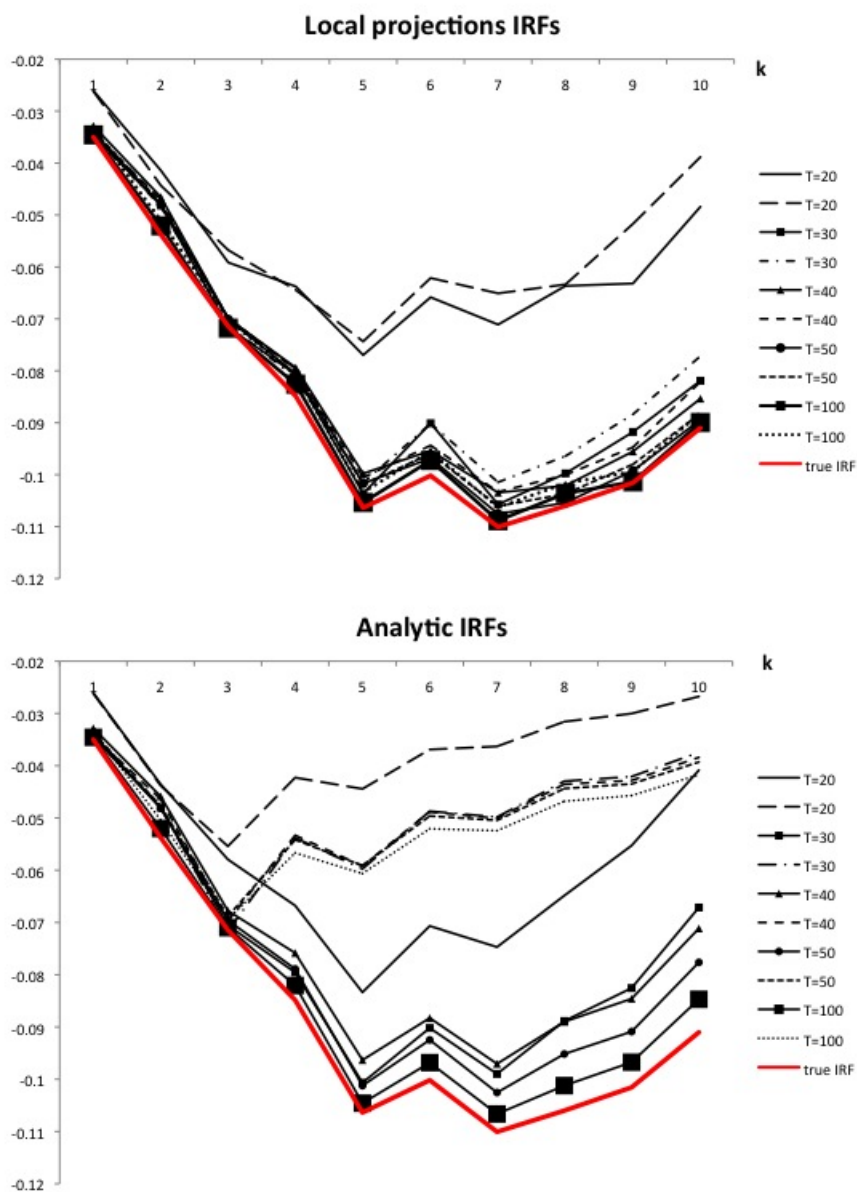 Local projections IRFs
-0.02
k
1 2 3 4 5 6 7 8 9 10
-0.03
-0.04
-0.05
-0.06
-0.07
-0.08
-0.09
-0.1
-0.11
-0.12
T=20
T=20
T=30
T=30
T=40
T=40
T=50
T=50
T=100
T=100
true IRF
Analytic IRFs
-0.02
k
1 2 3 4 5 6 7 8 9 10
-0.03
-0.04
-0.05
-0.06
-0.07
-0.08
-0.09
-0.1
-0.11
-0.12
T=20
T=20
T=30
T=30
T=40
T=40
T=50
T=50
T=100
T=100
true IRF